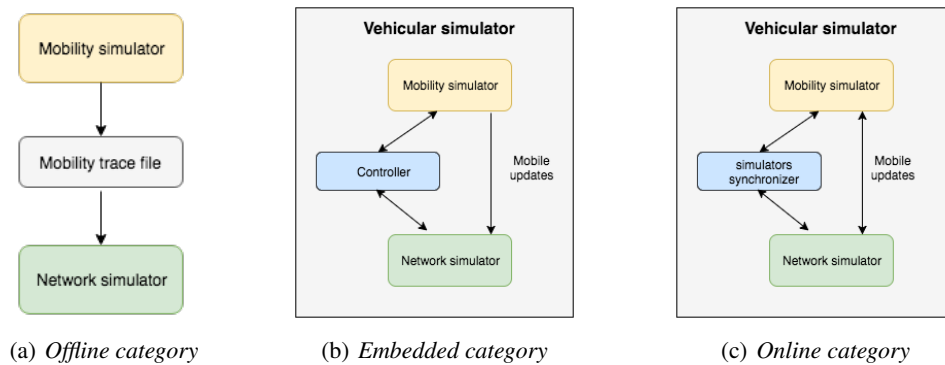 Mobility simulator
Mobility trace file
Network simulator
(a) Offline category
Vehicular simulator
Mobility simulator
Controller
Mobile
updates
Network simulator
(b) Embedded category
Vehicular simulator
Mobility simulator
simulators
synchronizer
Mobile
updates
Network simulator
(c) Online category